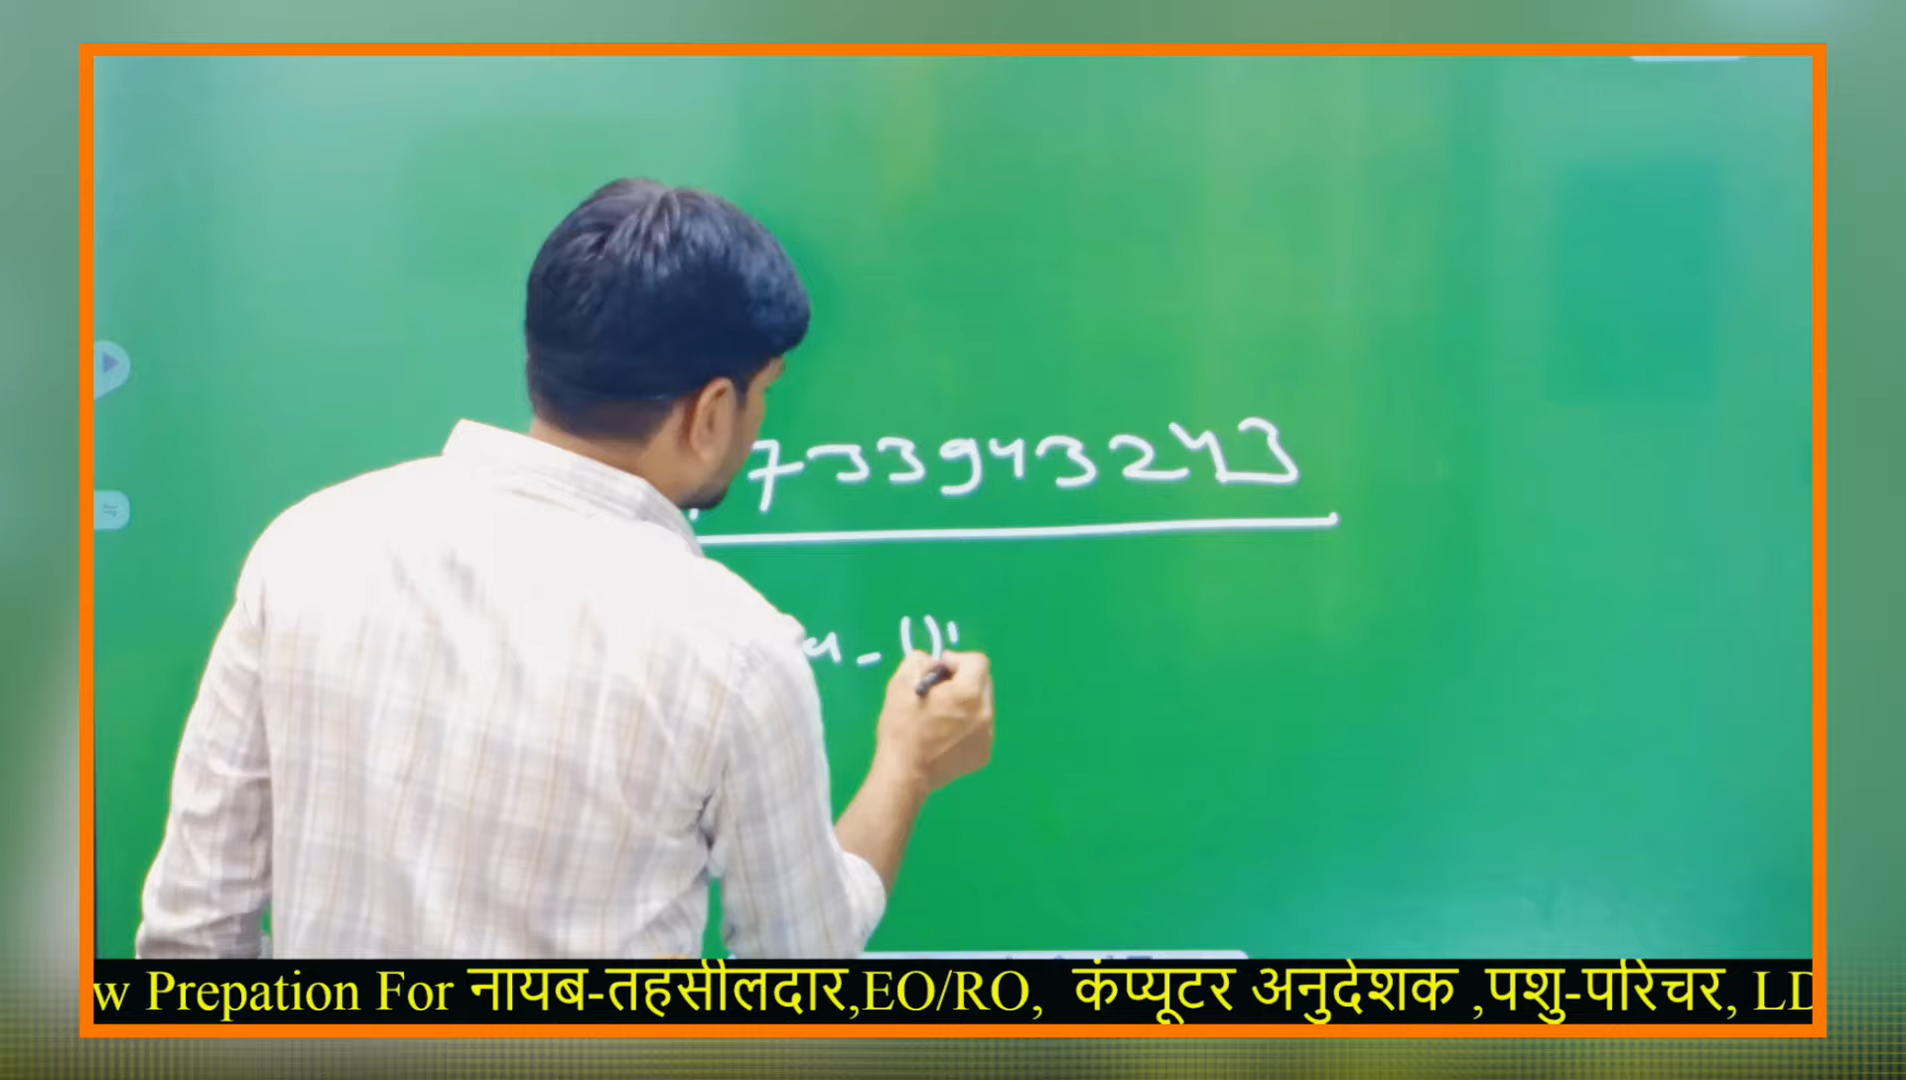 733943243
w Prepation For नायब-तहसीलदार,EO/RO, कंप्यूटर अनुदेशक ,पशु-परिचर, LD